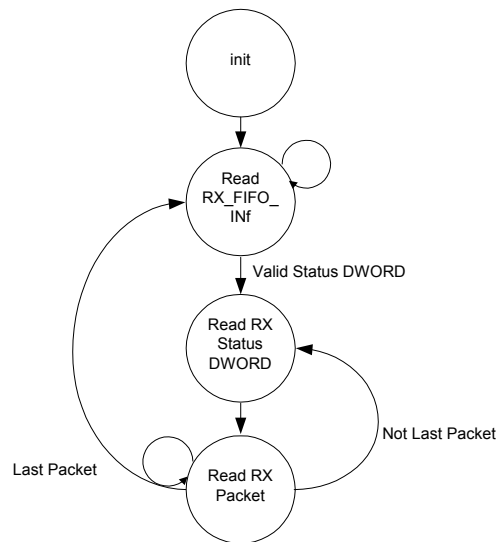 init
Read
RX_FIFO_
INf
Valid Status DWORD
Read RX
Status
DWORD
Not Last Packet
Last Packet
Read RX
Packet